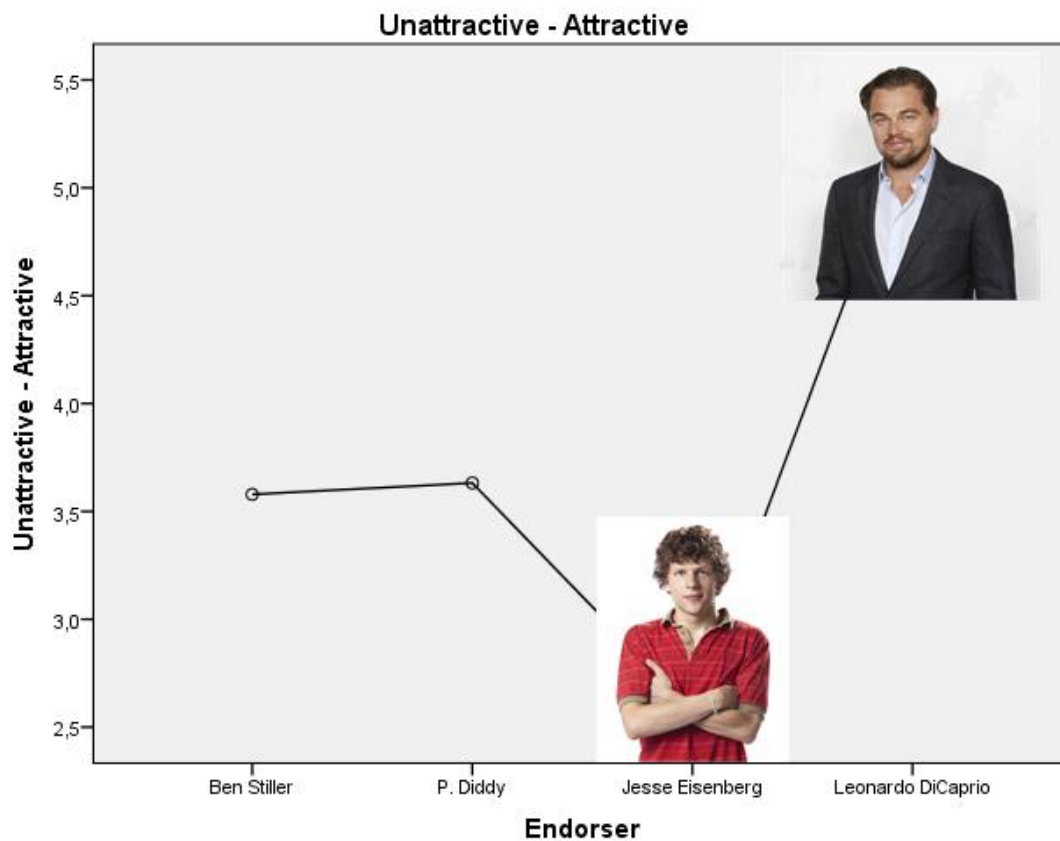 Unattractive - Attractive
Unattractive - Attractive
5,5
5,0
4,5
4,0
3,5
3,0
2,5
Ben Stiller
P. Diddy
Jesse Eisenberg
Leonardo DiCaprio
Endorser